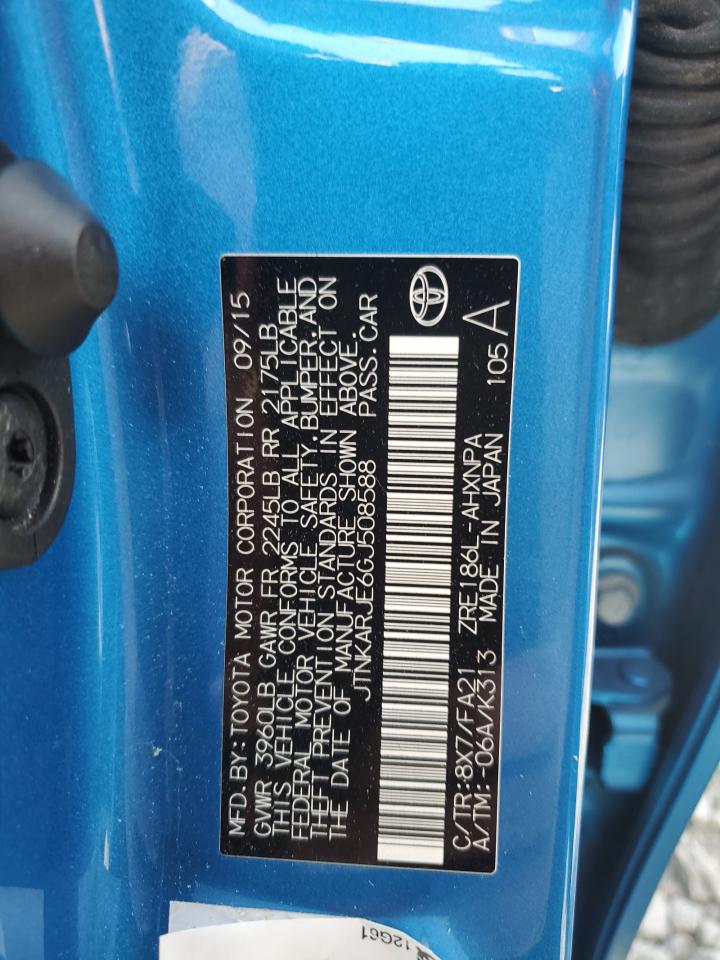 MFD BY:TOYOTA MOTOR CORPORATION 09/15
GVWR 3960LB GAWR FR 2245LB RR 2175LB
THIS VEHICLE CONFORMS TO ALL APPLICABLE
FEDERAL MOTOR VEHICLE SAFETY,BUMPER,AND
THEFT PREVENTION STANDARDS IN EFFECT ON
THE DATE OF MANUFACTURE SHOWN ABOVE.
JTNKARJE6GJ508588 PASS.CAR
C/TR:8X7/FA21 ZRE186L-AHXNPA 105
A/TM:-06A/K313 MADE IN JAPAN A
12G61